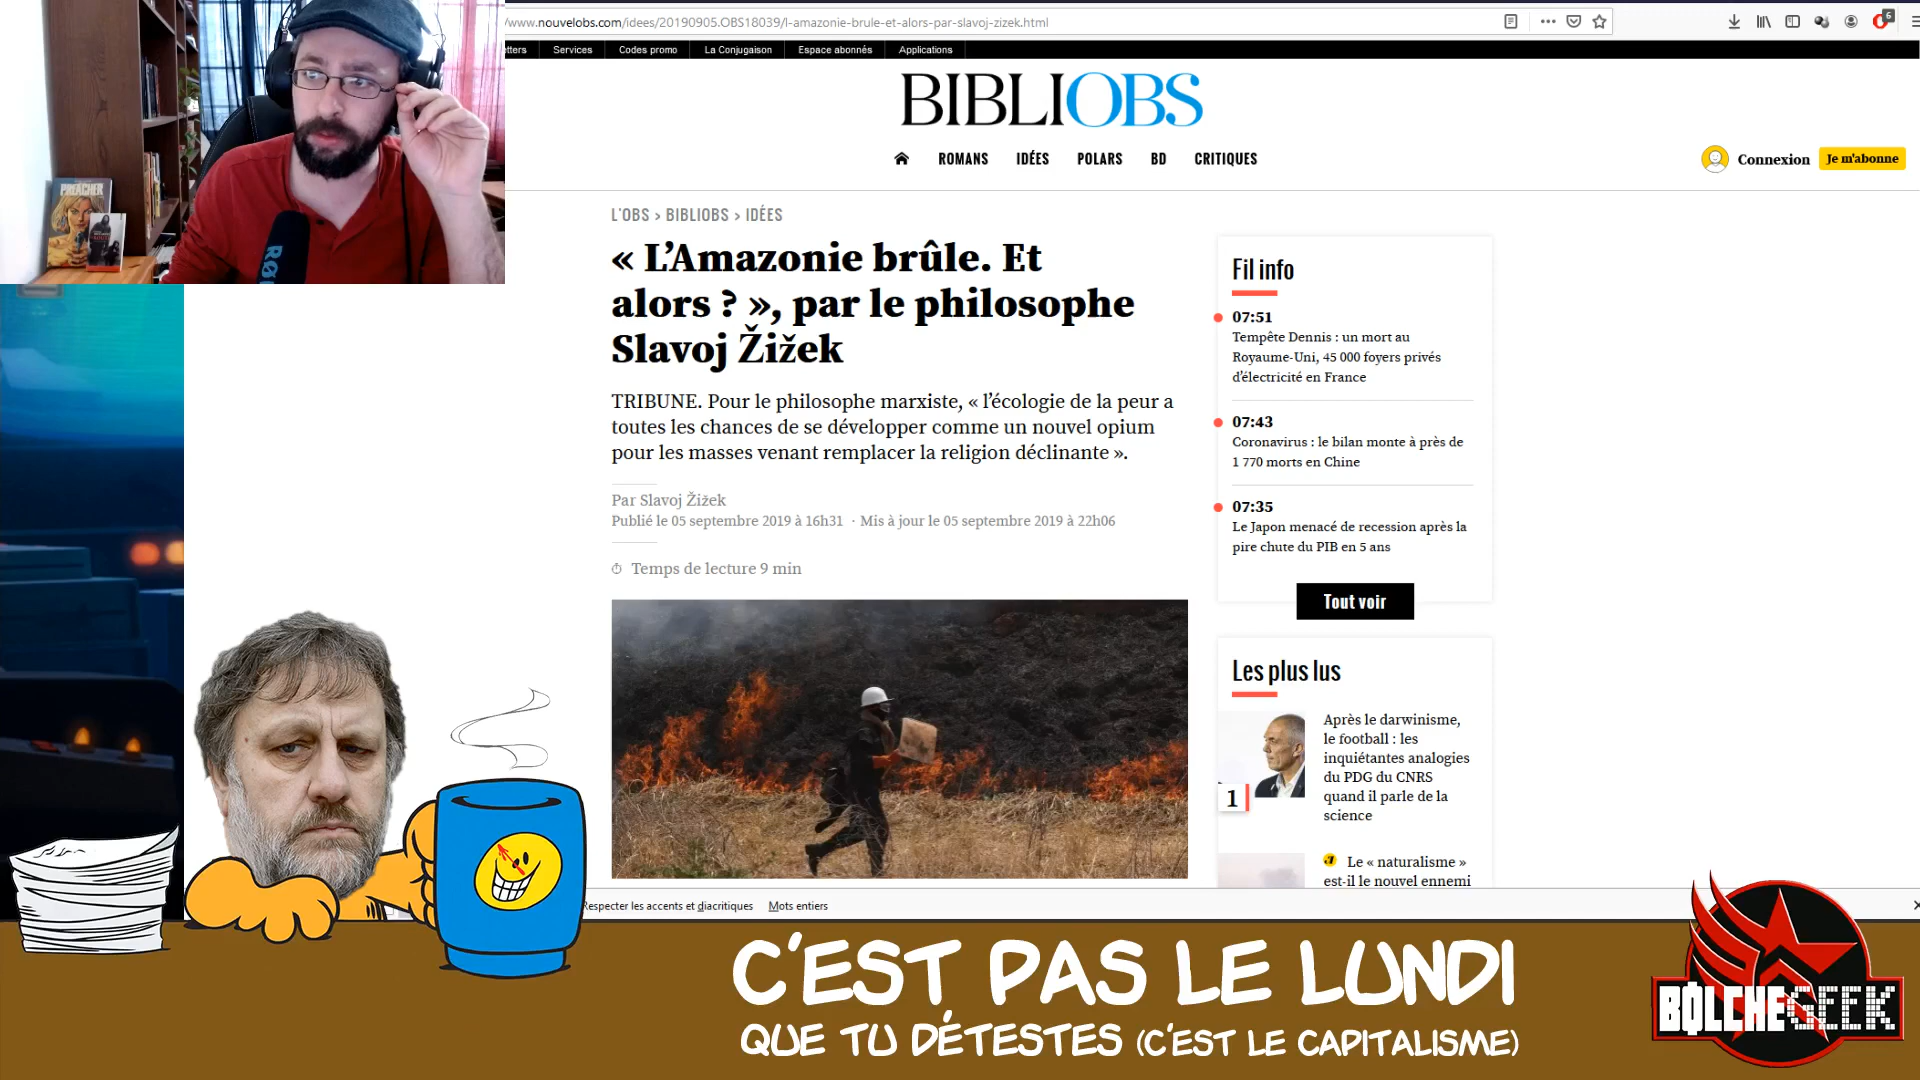 www.nouvelobs.com/idees/20190905.OBS18039/l-amazonie-brule-et-alors-par-slavoj-zizek.html
6
Services
Codes promo
La Conjugaison
Espace abonnés
Applications
BIBLIOBS
ROMANS
IDÉES
POLARS
BD
CRITIQUES
Connexion
Je m'abonne
PREACHER
L'OBS > BIBLIOBS > IDÉES
« L'Amazonie brûle. Et
alors ? », par le philosophe
Slavoj Žižek
TRIBUNE. Pour le philosophe marxiste, « l'écologie de la peur a
toutes les chances de se développer comme un nouvel opium
pour les masses venant remplacer la religion déclinante ».
Par Slavoj Žižek
Publié le 05 septembre 2019 à 16h31 · Mis à jour le 05 septembre 2019 à 22h06
Temps de lecture 9 min
Fil info
07:51
Tempête Dennis : un mort au
Royaume-Uni, 45 000 foyers privés
d'électricité en France
07:43
Coronavirus : le bilan monte à près de
1 770 morts en Chine
07:35
Le Japon menacé de recession après la
pire chute du PIB en 5 ans
Tout voir
Les plus lus
1
Après le darwinisme,
le football : les
inquiétantes analogies
du PDG du CNRS
quand il parle de la
science
Le « naturalisme »
est-il le nouvel ennemi
Respecter les accents et diacritiques
Mots entiers
C'EST PAS LE LUNDI
QUE TU DÉTESTES (C'EST LE CAPITALISME)
BØLCHEGEEK